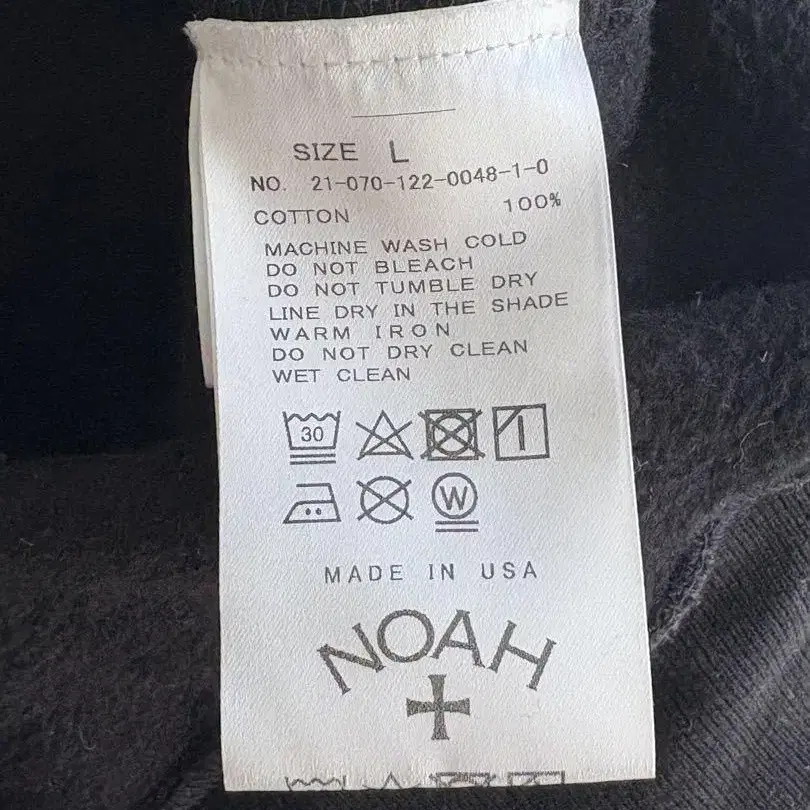 SIZE L
NO. 21-070-122-0048-1-0
COTTON 100%
MACHINE WASH COLD
DO NOT BLEACH
DO NOT TUMBLE DRY
LINE DRY IN THE SHADE
WARM IRON
DO NOT DRY CLEAN
WET CLEAN
30
W
MADE IN USA
NOAH